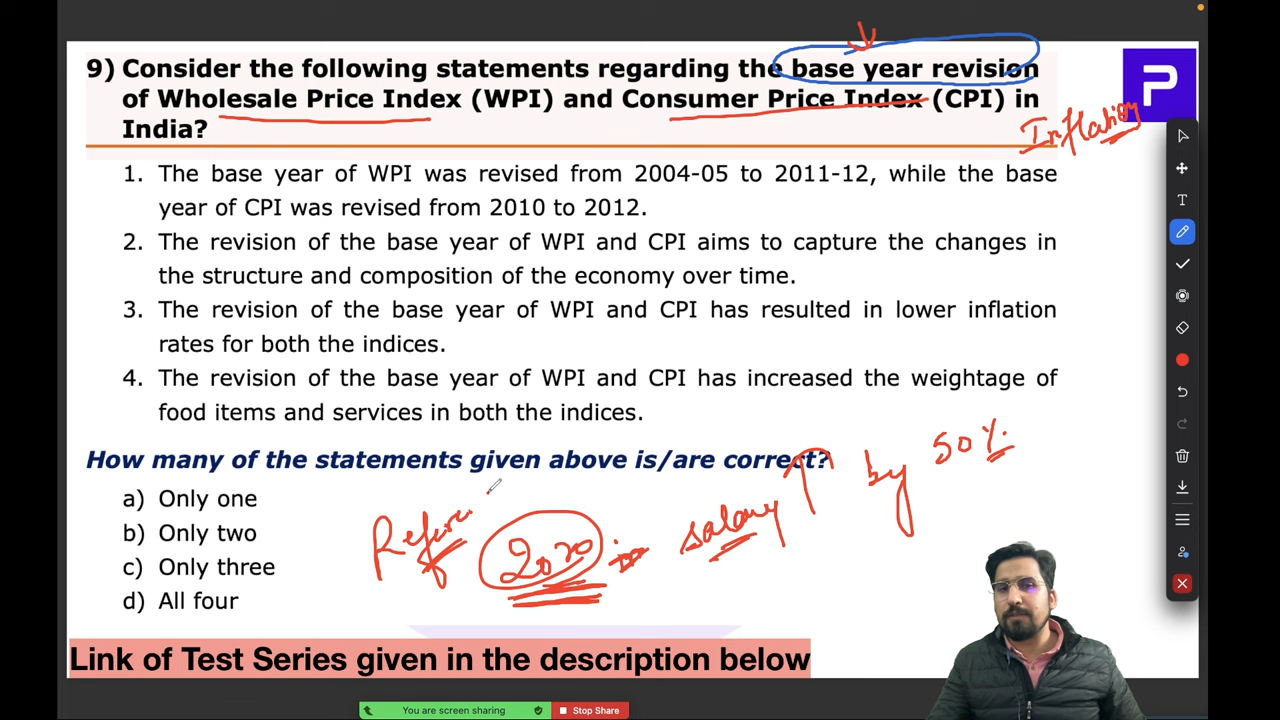 9) Consider the following statements regarding the base year revision
of Wholesale Price Index (WPI) and Consumer Price Index (CPI) in
India?
P
Inflation
1. The base year of WPI was revised from 2004-05 to 2011-12, while the base
year of CPI was revised from 2010 to 2012.
2. The revision of the base year of WPI and CPI aims to capture the changes in
the structure and composition of the economy over time.
3. The revision of the base year of WPI and CPI has resulted in lower inflation
rates for both the indices.
4. The revision of the base year of WPI and CPI has increased the weightage of
food items and services in both the indices.
How many of the statements given above is/are correct?
a) Only one
b) Only two
c) Only three
d) All four
2020 salary ↑ by 50%
Link of Test Series given in the description below
You are screen sharing
Stop Share